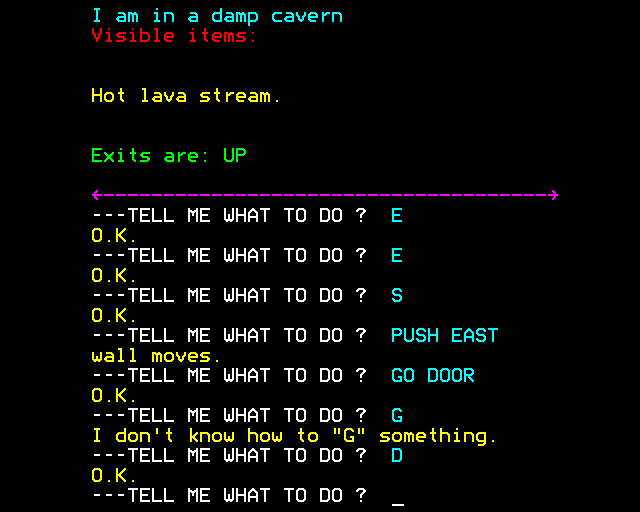 I am in a damp cavern
Visible items:
Hot lava stream.
Exits are: UP
←--------------------------------------→
---TELL ME WHAT TO DO ? E
O.K.
---TELL ME WHAT TO DO ? E
O.K.
---TELL ME WHAT TO DO ? S
O.K.
---TELL ME WHAT TO DO ? PUSH EAST
wall moves.
---TELL ME WHAT TO DO ? GO DOOR
O.K.
---TELL ME WHAT TO DO ? G
I don't know how to "G" something.
---TELL ME WHAT TO DO ? D
O.K.
---TELL ME WHAT TO DO ? _